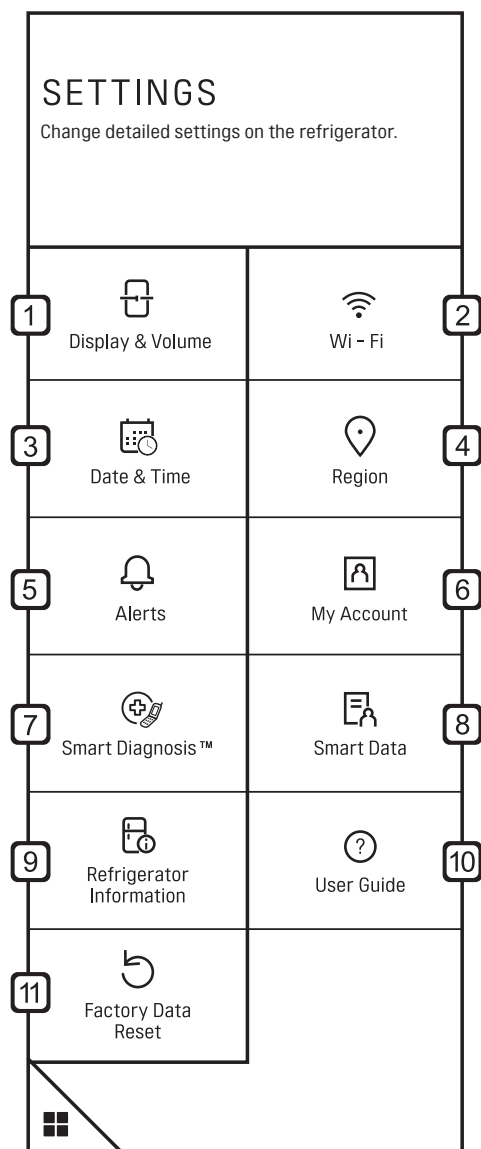 SETTINGS
Change detailed settings on the refrigerator.
1
Display & Volume
2
Wi - Fi
3
Date & Time
4
Region
5
Alerts
6
My Account
7
Smart Diagnosis™
8
Smart Data
9
Refrigerator
Information
10
?
User Guide
11
Factory Data
Reset